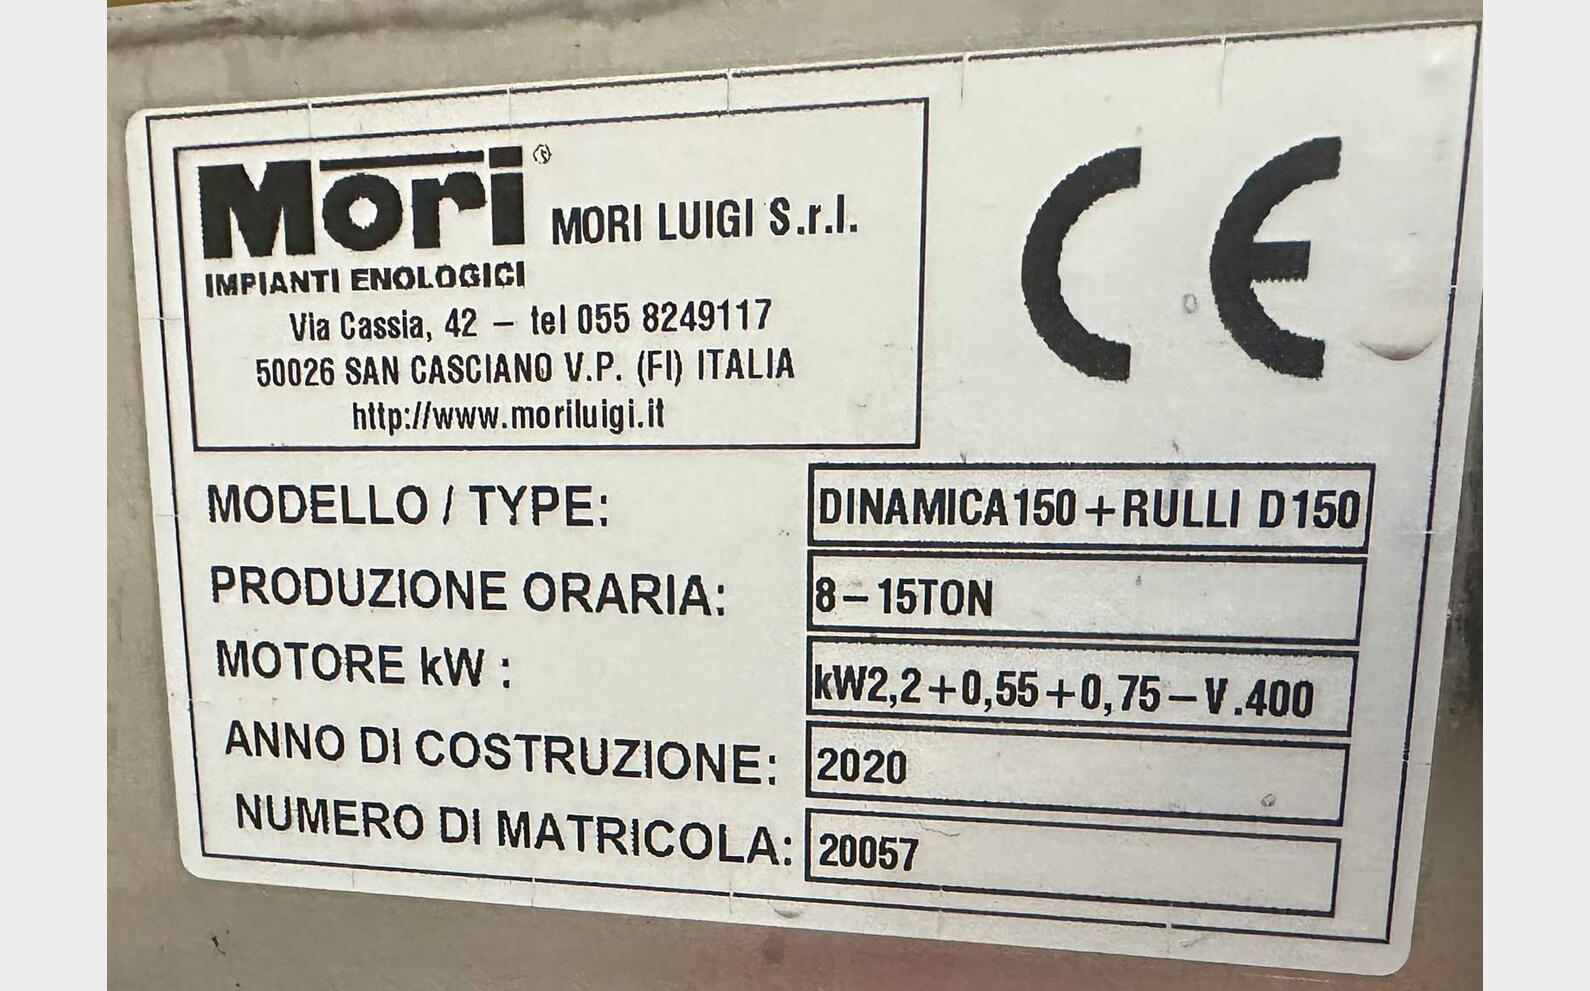 Mori®
MORI LUIGI S.r.l.
IMPIANTI ENOLOGICI
Via Cassia, 42 – tel 055 8249117
50026 SAN CASCIANO V.P. (FI) ITALIA
http://www.moriluigi.it
CE
MODELLO / TYPE: DINAMICA150+RULLI D150
PRODUZIONE ORARIA: 8–15TON
MOTORE kW : kW2,2+0,55+0,75–V.400
ANNO DI COSTRUZIONE: 2020
NUMERO DI MATRICOLA: 20057